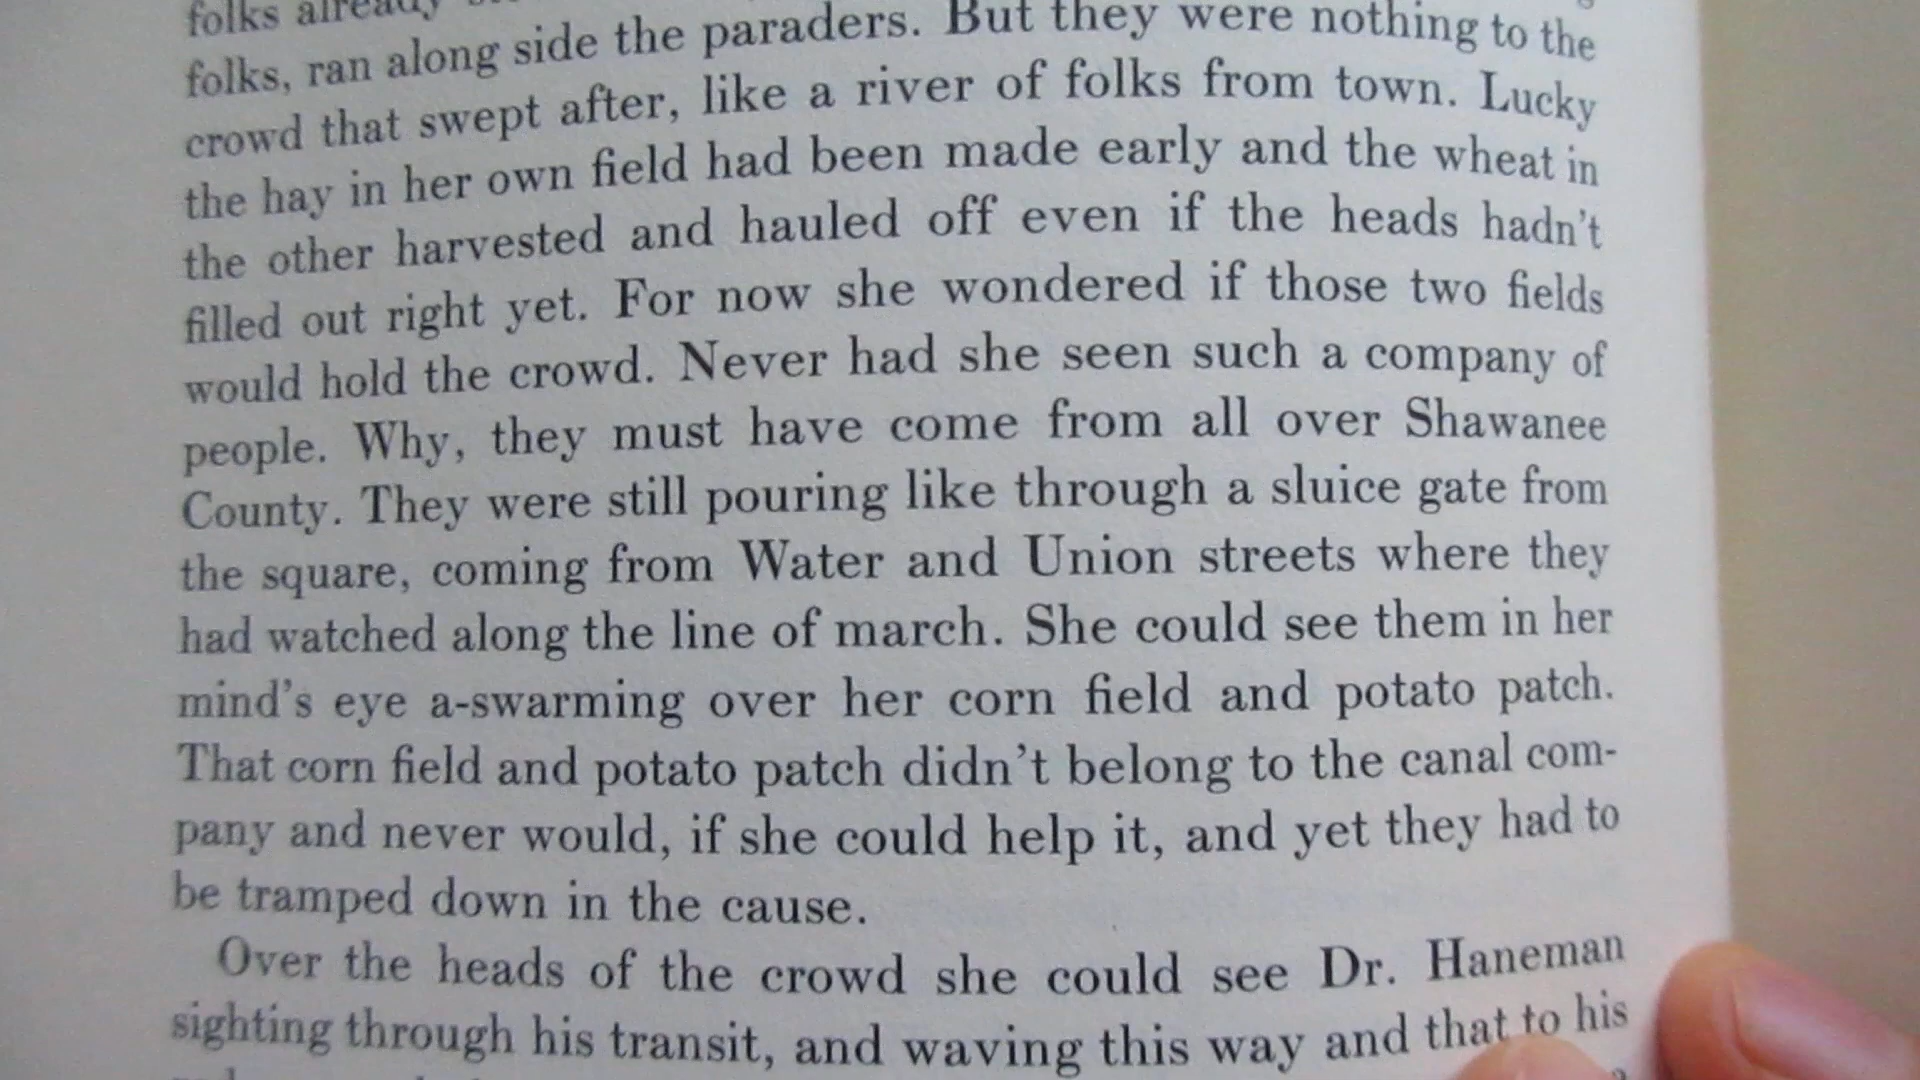 folks already
folks, ran along side the paraders. But they were nothing to the
crowd that swept after, like a river of folks from town. Lucky
the hay in her own field had been made early and the wheat in
the other harvested and hauled off even if the heads hadn't
filled out right yet. For now she wondered if those two fields
would hold the crowd. Never had she seen such a company of
people. Why, they must have come from all over Shawanee
County. They were still pouring like through a sluice gate from
the square, coming from Water and Union streets where they
had watched along the line of march. She could see them in her
mind's eye a-swarming over her corn field and potato patch.
That corn field and potato patch didn't belong to the canal com-
pany and never would, if she could help it, and yet they had to
be tramped down in the cause.
Over the heads of the crowd she could see Dr. Haneman
sighting through his transit, and waving this way and that to his